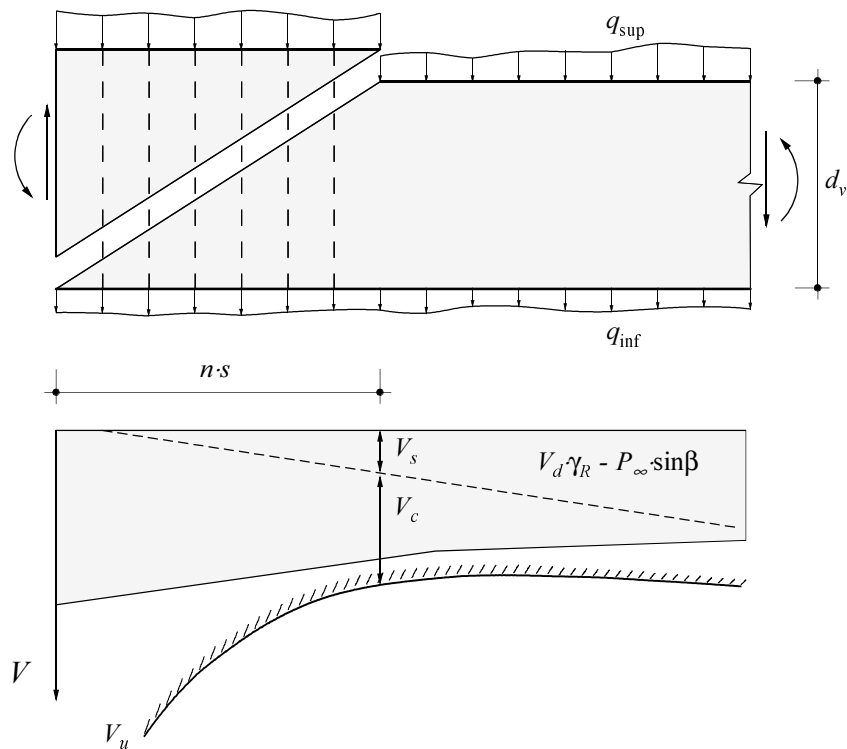 q_sup
d_v
q_inf
n·s
V_s
V_d·γ_R - P_∞·sinβ
V_c
V
V_u